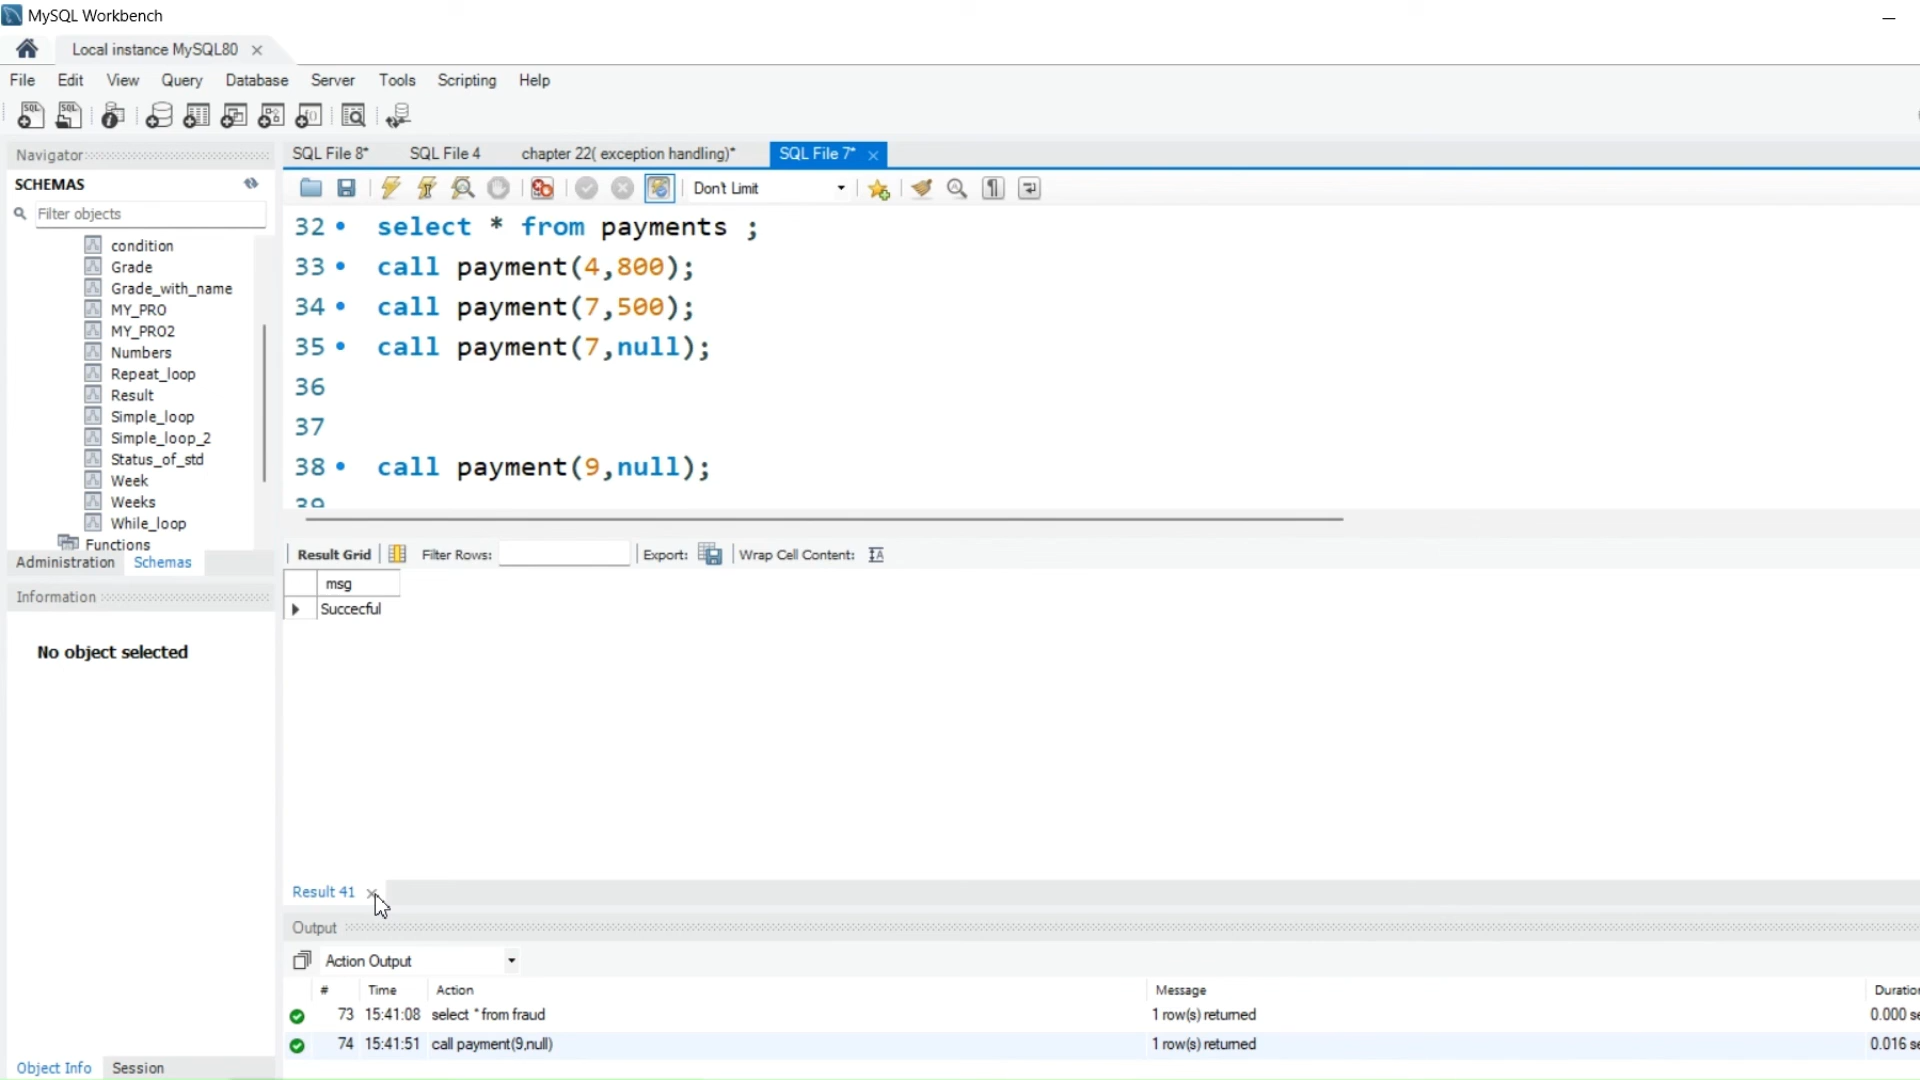 MySQL Workbench
Local instance MySQL80
File Edit View Query Database Server Tools Scripting Help
Navigator
SCHEMAS
Filter objects
condition
Grade
Grade_with_name
MY_PRO
MY_PRO2
Numbers
Repeat_loop
Result
Simple_loop
Simple_loop_2
Status_of_std
Week
Weeks
While_loop
Functions
Administration Schemas
Information
No object selected
Object Info Session
SQL File 8* SQL File 4 chapter 22( exception handling)* SQL File 7*
Don't Limit
32 select * from payments ;
33 call payment(4,800);
34 call payment(7,500);
35 call payment(7,null);
36
37
38 call payment(9,null);
39
Result Grid Filter Rows: Export: Wrap Cell Content:
msg
Succecful
Result 41
Output
Action Output
# Time Action Message
73 15:41:08 select * from fraud 1 row(s) returned 0.000
74 15:41:51 call payment(9,null) 1 row(s) returned 0.016